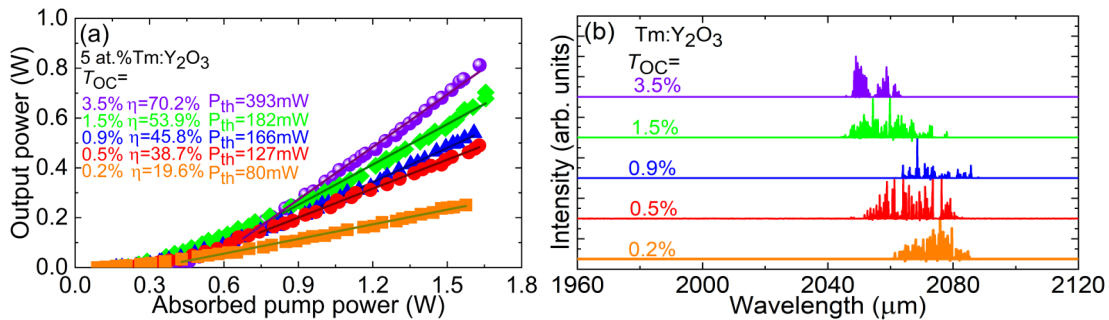 (a)
5 at.%Tm:Y2O3
TOC=
3.5% η=70.2% Pth=393mW
1.5% η=53.9% Pth=182mW
0.9% η=45.8% Pth=166mW
0.5% η=38.7% Pth=127mW
0.2% η=19.6% Pth=80mW
Output power (W)
1.0
0.8
0.6
0.4
0.2
0.0
0.0 0.3 0.6 0.9 1.2 1.5 1.8
Absorbed pump power (W)
(b)
Tm:Y2O3
TOC=
3.5%
1.5%
0.9%
0.5%
0.2%
Intensity (arb. units)
1960 2000 2040 2080 2120
Wavelength (μm)